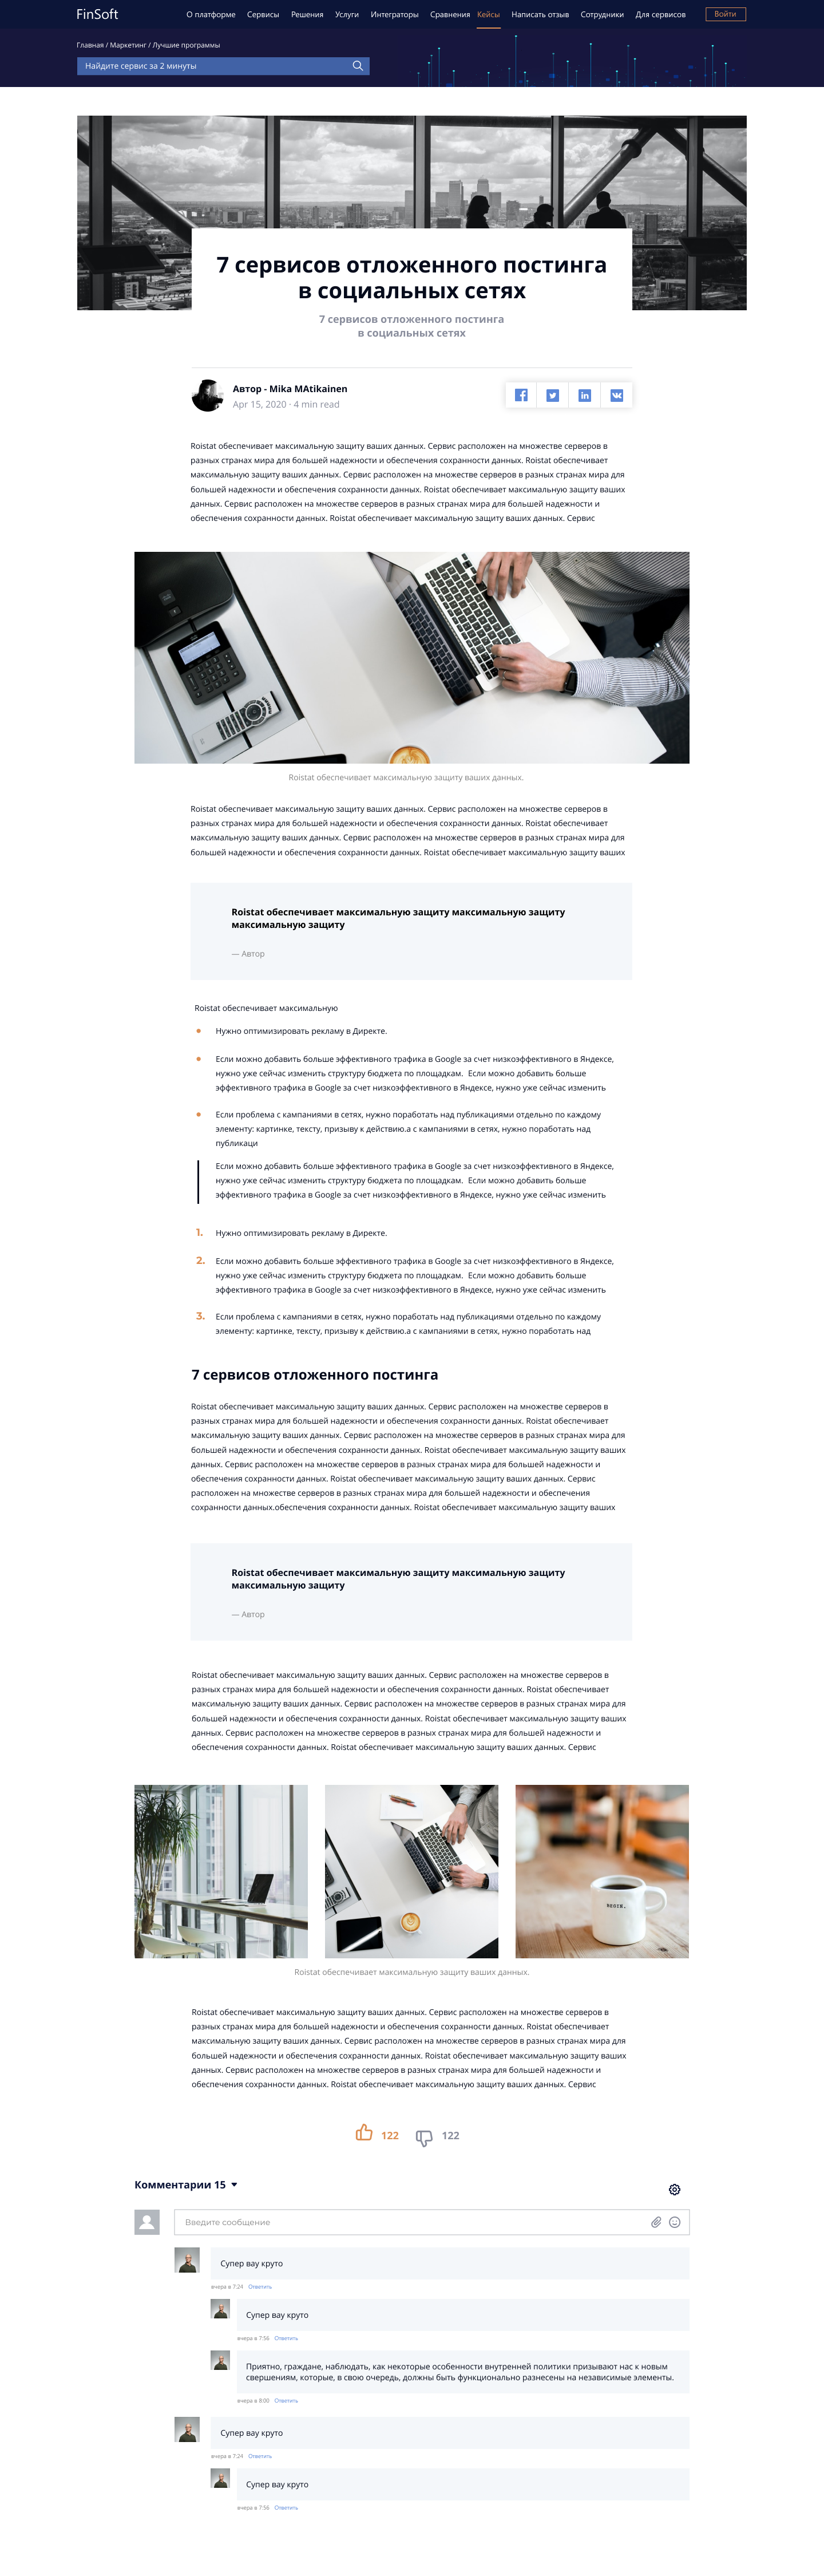 FinSoft О платформе Сервисы Решения Услуги Интеграторы Сравнения Кейсы Написать отзыв Сотрудники Для сервисов Войти
Главная / Маркетинг / Лучшие программы
Найдите сервис за 2 минуты
7 сервисов отложенного постинга
в социальных сетях
7 сервисов отложенного постинга
в социальных сетях
Автор - Mika MAtikainen
Apr 15, 2020 · 4 min read
Roistat обеспечивает максимальную защиту ваших данных. Сервис расположен на множестве серверов в
разных странах мира для большей надежности и обеспечения сохранности данных. Roistat обеспечивает
максимальную защиту ваших данных. Сервис расположен на множестве серверов в разных странах мира для
большей надежности и обеспечения сохранности данных. Roistat обеспечивает максимальную защиту ваших
данных. Сервис расположен на множестве серверов в разных странах мира для большей надежности и
обеспечения сохранности данных. Roistat обеспечивает максимальную защиту ваших данных. Сервис
Roistat обеспечивает максимальную защиту ваших данных.
Roistat обеспечивает максимальную защиту ваших данных. Сервис расположен на множестве серверов в
разных странах мира для большей надежности и обеспечения сохранности данных. Roistat обеспечивает
максимальную защиту ваших данных. Сервис расположен на множестве серверов в разных странах мира для
большей надежности и обеспечения сохранности данных. Roistat обеспечивает максимальную защиту ваших
Roistat обеспечивает максимальную защиту максимальную защиту
максимальную защиту
— Автор
Roistat обеспечивает максимальную
Нужно оптимизировать рекламу в Директе.
Если можно добавить больше эффективного трафика в Google за счет низкоэффективного в Яндексе,
нужно уже сейчас изменить структуру бюджета по площадкам. Если можно добавить больше
эффективного трафика в Google за счет низкоэффективного в Яндексе, нужно уже сейчас изменить
Если проблема с кампаниями в сетях, нужно поработать над публикациями отдельно по каждому
элементу: картинке, тексту, призыву к действию.а с кампаниями в сетях, нужно поработать над
публикаци
Если можно добавить больше эффективного трафика в Google за счет низкоэффективного в Яндексе,
нужно уже сейчас изменить структуру бюджета по площадкам. Если можно добавить больше
эффективного трафика в Google за счет низкоэффективного в Яндексе, нужно уже сейчас изменить
1. Нужно оптимизировать рекламу в Директе.
2. Если можно добавить больше эффективного трафика в Google за счет низкоэффективного в Яндексе,
нужно уже сейчас изменить структуру бюджета по площадкам. Если можно добавить больше
эффективного трафика в Google за счет низкоэффективного в Яндексе, нужно уже сейчас изменить
3. Если проблема с кампаниями в сетях, нужно поработать над публикациями отдельно по каждому
элементу: картинке, тексту, призыву к действию.а с кампаниями в сетях, нужно поработать над
7 сервисов отложенного постинга
Roistat обеспечивает максимальную защиту ваших данных. Сервис расположен на множестве серверов в
разных странах мира для большей надежности и обеспечения сохранности данных. Roistat обеспечивает
максимальную защиту ваших данных. Сервис расположен на множестве серверов в разных странах мира для
большей надежности и обеспечения сохранности данных. Roistat обеспечивает максимальную защиту ваших
данных. Сервис расположен на множестве серверов в разных странах мира для большей надежности и
обеспечения сохранности данных. Roistat обеспечивает максимальную защиту ваших данных. Сервис
расположен на множестве серверов в разных странах мира для большей надежности и обеспечения
сохранности данных.обеспечения сохранности данных. Roistat обеспечивает максимальную защиту ваших
Roistat обеспечивает максимальную защиту максимальную защиту
максимальную защиту
— Автор
Roistat обеспечивает максимальную защиту ваших данных. Сервис расположен на множестве серверов в
разных странах мира для большей надежности и обеспечения сохранности данных. Roistat обеспечивает
максимальную защиту ваших данных. Сервис расположен на множестве серверов в разных странах мира для
большей надежности и обеспечения сохранности данных. Roistat обеспечивает максимальную защиту ваших
данных. Сервис расположен на множестве серверов в разных странах мира для большей надежности и
обеспечения сохранности данных. Roistat обеспечивает максимальную защиту ваших данных. Сервис
BEGIN.
Roistat обеспечивает максимальную защиту ваших данных.
Roistat обеспечивает максимальную защиту ваших данных. Сервис расположен на множестве серверов в
разных странах мира для большей надежности и обеспечения сохранности данных. Roistat обеспечивает
максимальную защиту ваших данных. Сервис расположен на множестве серверов в разных странах мира для
большей надежности и обеспечения сохранности данных. Roistat обеспечивает максимальную защиту ваших
данных. Сервис расположен на множестве серверов в разных странах мира для большей надежности и
обеспечения сохранности данных. Roistat обеспечивает максимальную защиту ваших данных. Сервис
122 122
Комментарии 15
Введите сообщение
Супер вау круто
вчера в 7:24 Ответить
Супер вау круто
вчера в 7:56 Ответить
Приятно, граждане, наблюдать, как некоторые особенности внутренней политики призывают нас к новым
свершениям, которые, в свою очередь, должны быть функционально разнесены на независимые элементы.
вчера в 8:00 Ответить
Супер вау круто
вчера в 7:24 Ответить
Супер вау круто
вчера в 7:56 Ответить